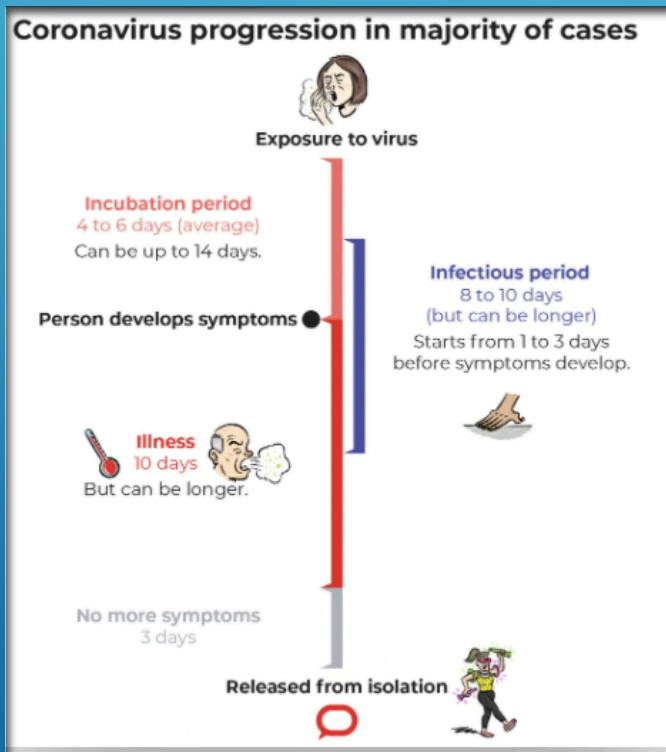 Coronavirus progression in majority of cases
Exposure to virus
Incubation period
4 to 6 days (average)
Can be up to 14 days.
Infectious period
8 to 10 days
(but can be longer)
Starts from 1 to 3 days
before symptoms develop.
Person develops symptoms
Illness
10 days
But can be longer.
No more symptoms
3 days
Released from isolation